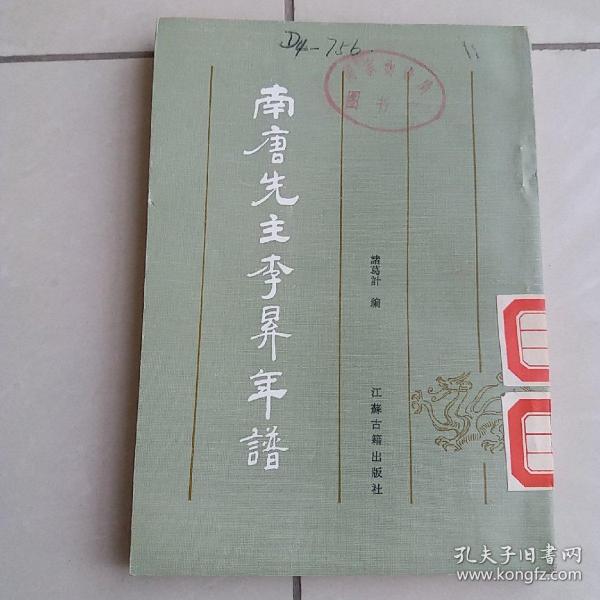 D4-756
南唐先主李昪年譜
諸葛計 編
江蘇古籍出版社
孔夫子旧书网
www.kongfz.com